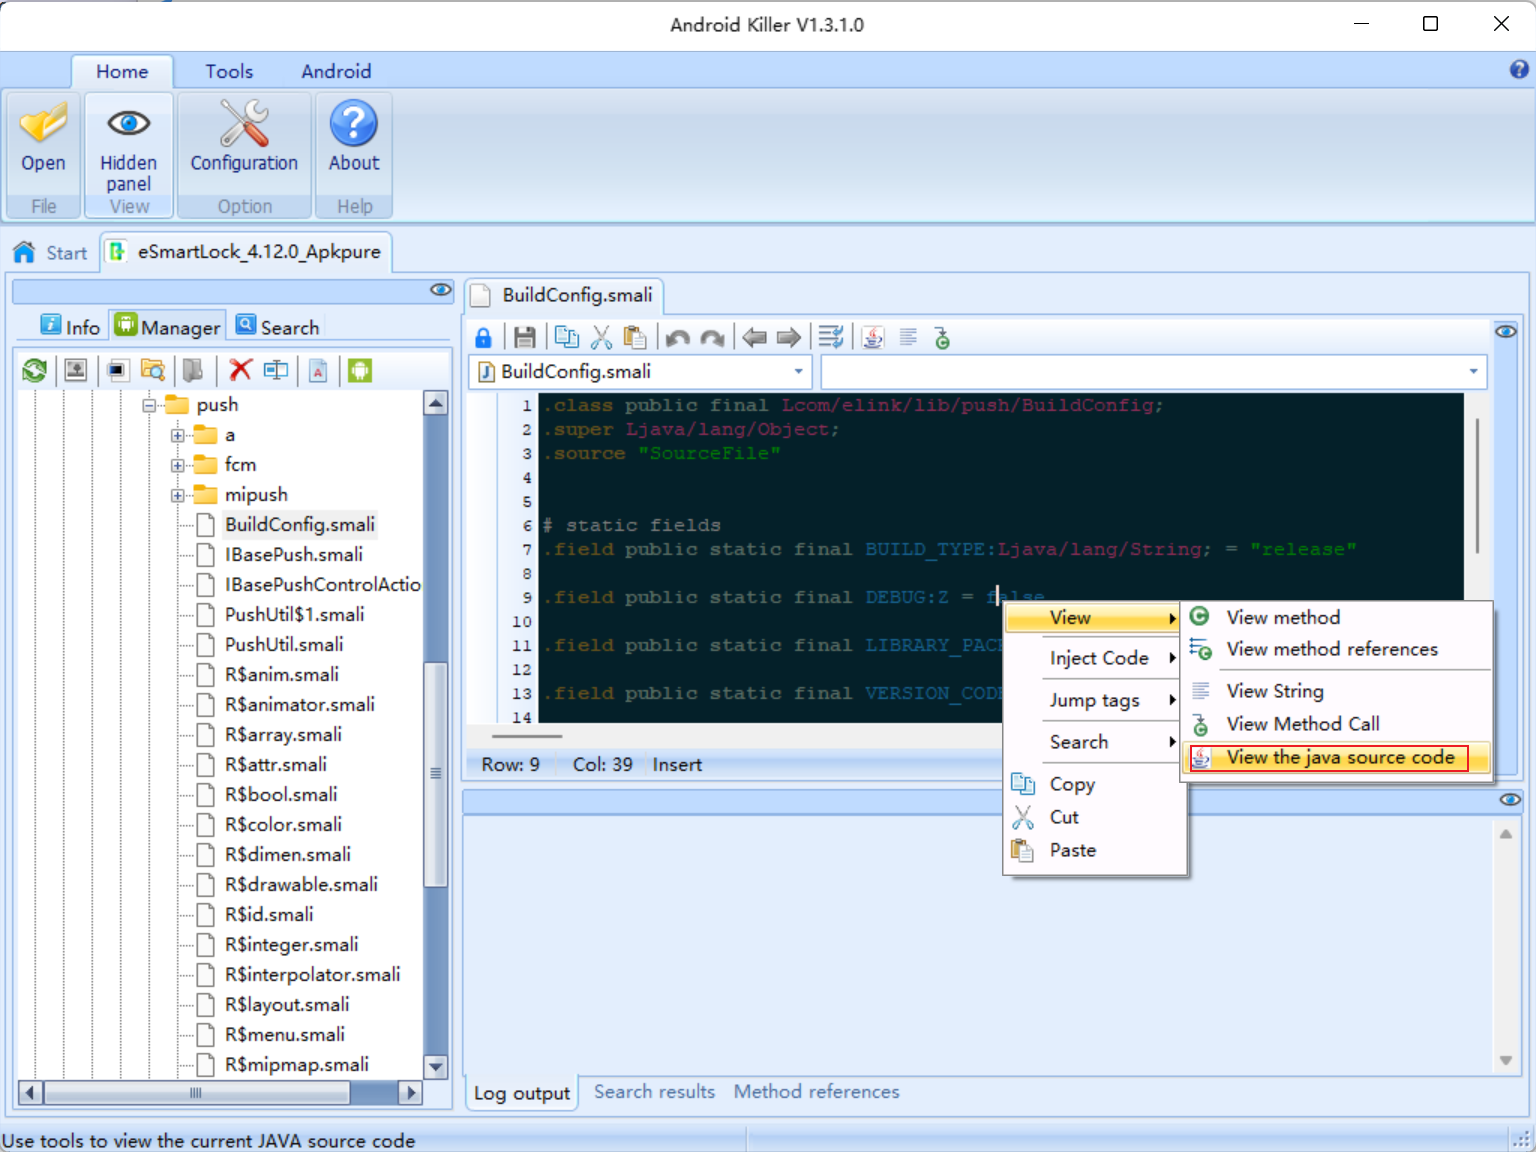 Android Killer V1.3.1.0
Home Tools Android
Open
Hidden panel
Configuration
About
File View Option Help
Start eSmartLock_4.12.0_Apkpure
Info Manager Search
push
a
fcm
mipush
BuildConfig.smali
IBasePush.smali
IBasePushControlActio
PushUtil$1.smali
PushUtil.smali
R$anim.smali
R$animator.smali
R$array.smali
R$attr.smali
R$bool.smali
R$color.smali
R$dimen.smali
R$drawable.smali
R$id.smali
R$integer.smali
R$interpolator.smali
R$layout.smali
R$menu.smali
R$mipmap.smali
BuildConfig.smali
BuildConfig.smali
1 .class public final Lcom/elink/lib/push/BuildConfig;
2 .super Ljava/lang/Object;
3 .source "SourceFile"
4
5
6 # static fields
7 .field public static final BUILD_TYPE:Ljava/lang/String; = "release"
8
9 .field public static final DEBUG:Z = false
10
11 .field public static final LIBRARY_PAC
12
13 .field public static final VERSION_COD
14
Row: 9 Col: 39 Insert
View
Inject Code
Jump tags
Search
Copy
Cut
Paste
View method
View method references
View String
View Method Call
View the java source code
Log output Search results Method references
Use tools to view the current JAVA source code